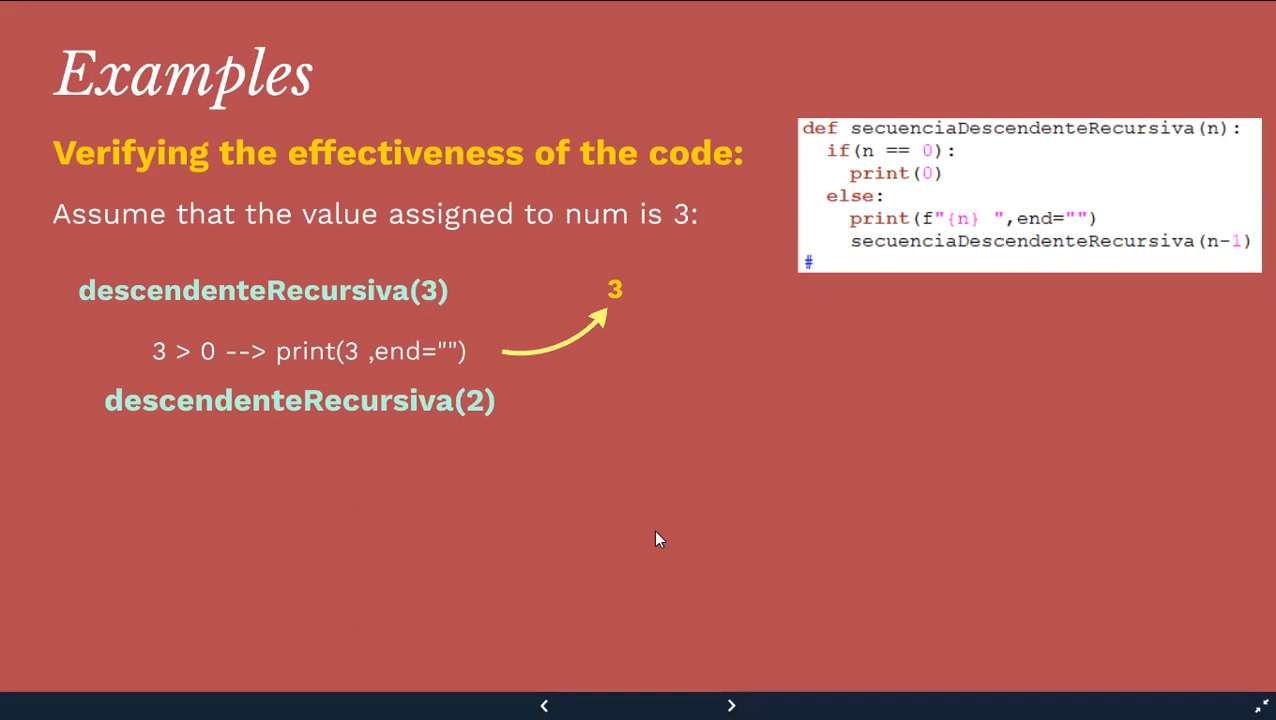 Examples
Verifying the effectiveness of the code:
Assume that the value assigned to num is 3:
descendenteRecursiva(3)
3
3 > 0 --> print(3 ,end="")
descendenteRecursiva(2)
def secuenciaDescendenteRecursiva(n):
if(n == 0):
print(0)
else:
print(f"{n} ",end="")
secuenciaDescendenteRecursiva(n-1)
#